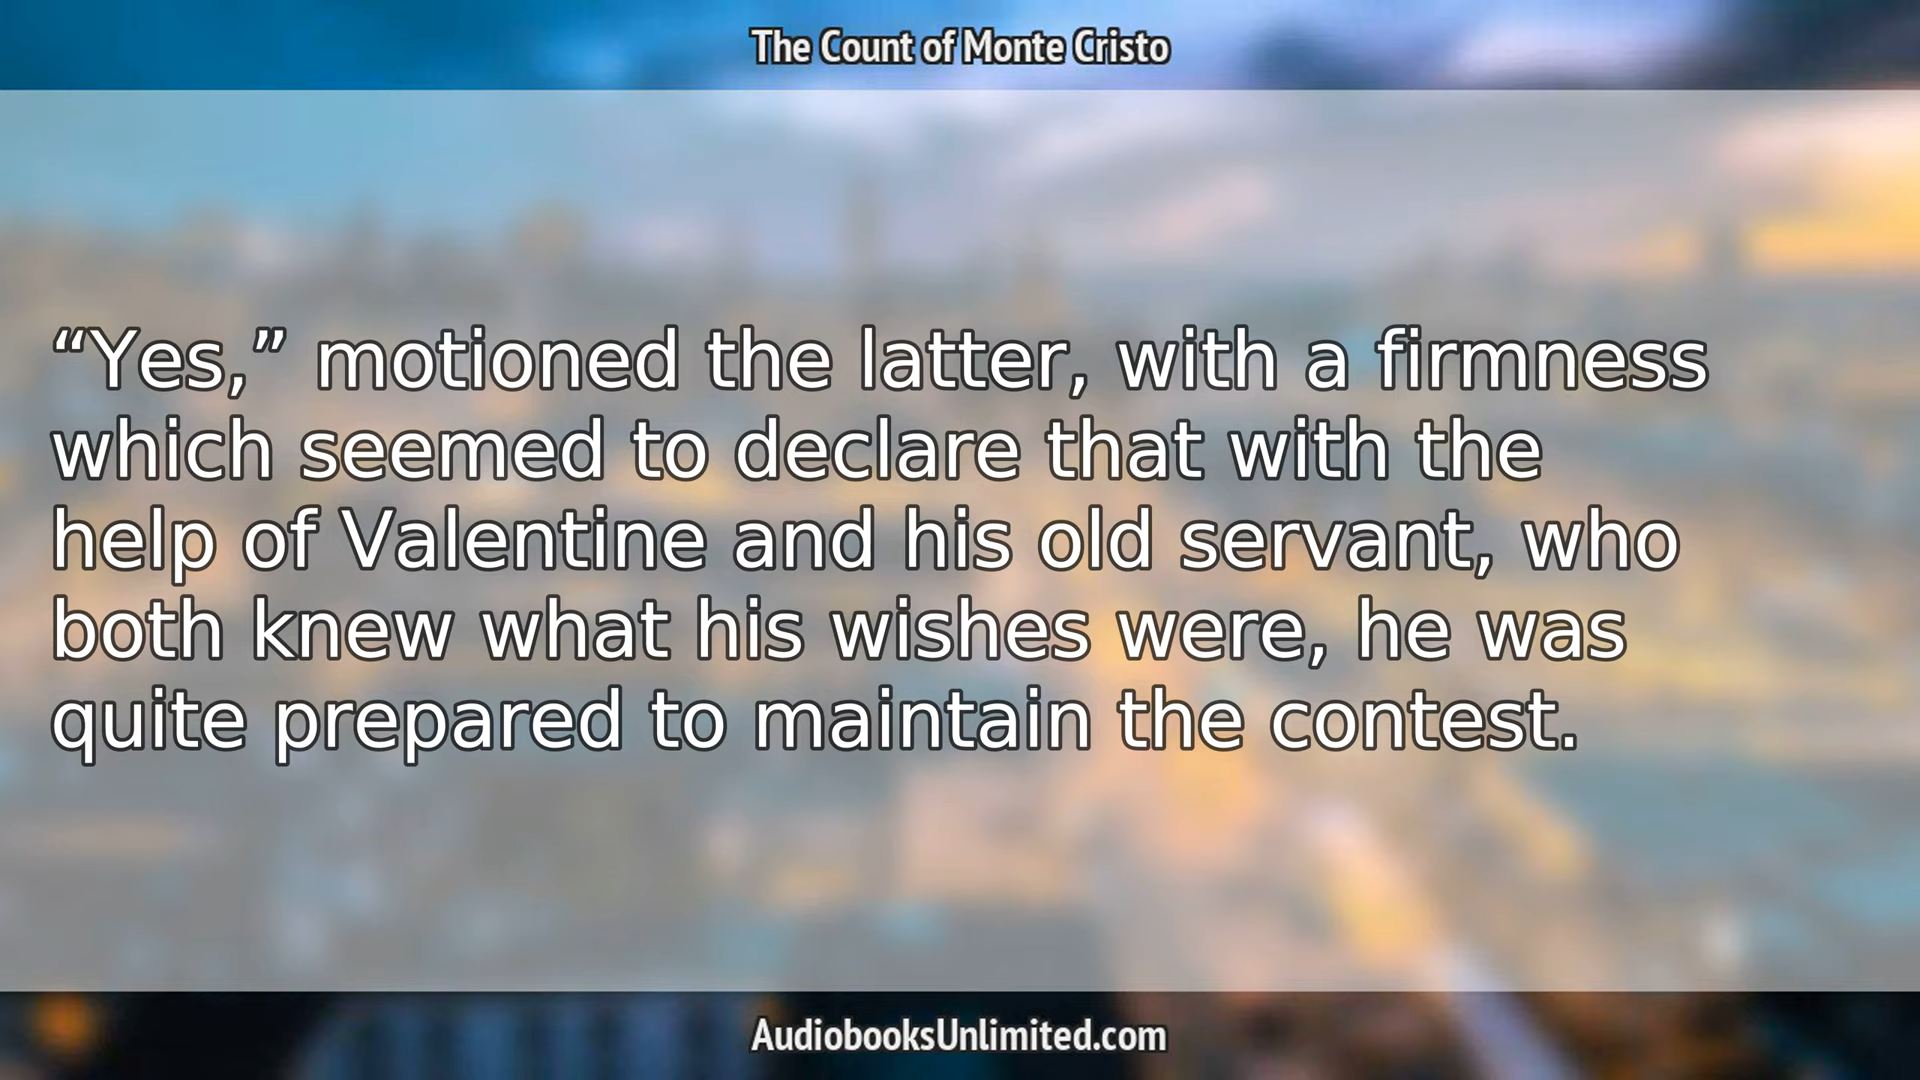 The Count of Monte Cristo
“Yes,” motioned the latter, with a firmness
which seemed to declare that with the
help of Valentine and his old servant, who
both knew what his wishes were, he was
quite prepared to maintain the contest.
AudiobooksUnlimited.com